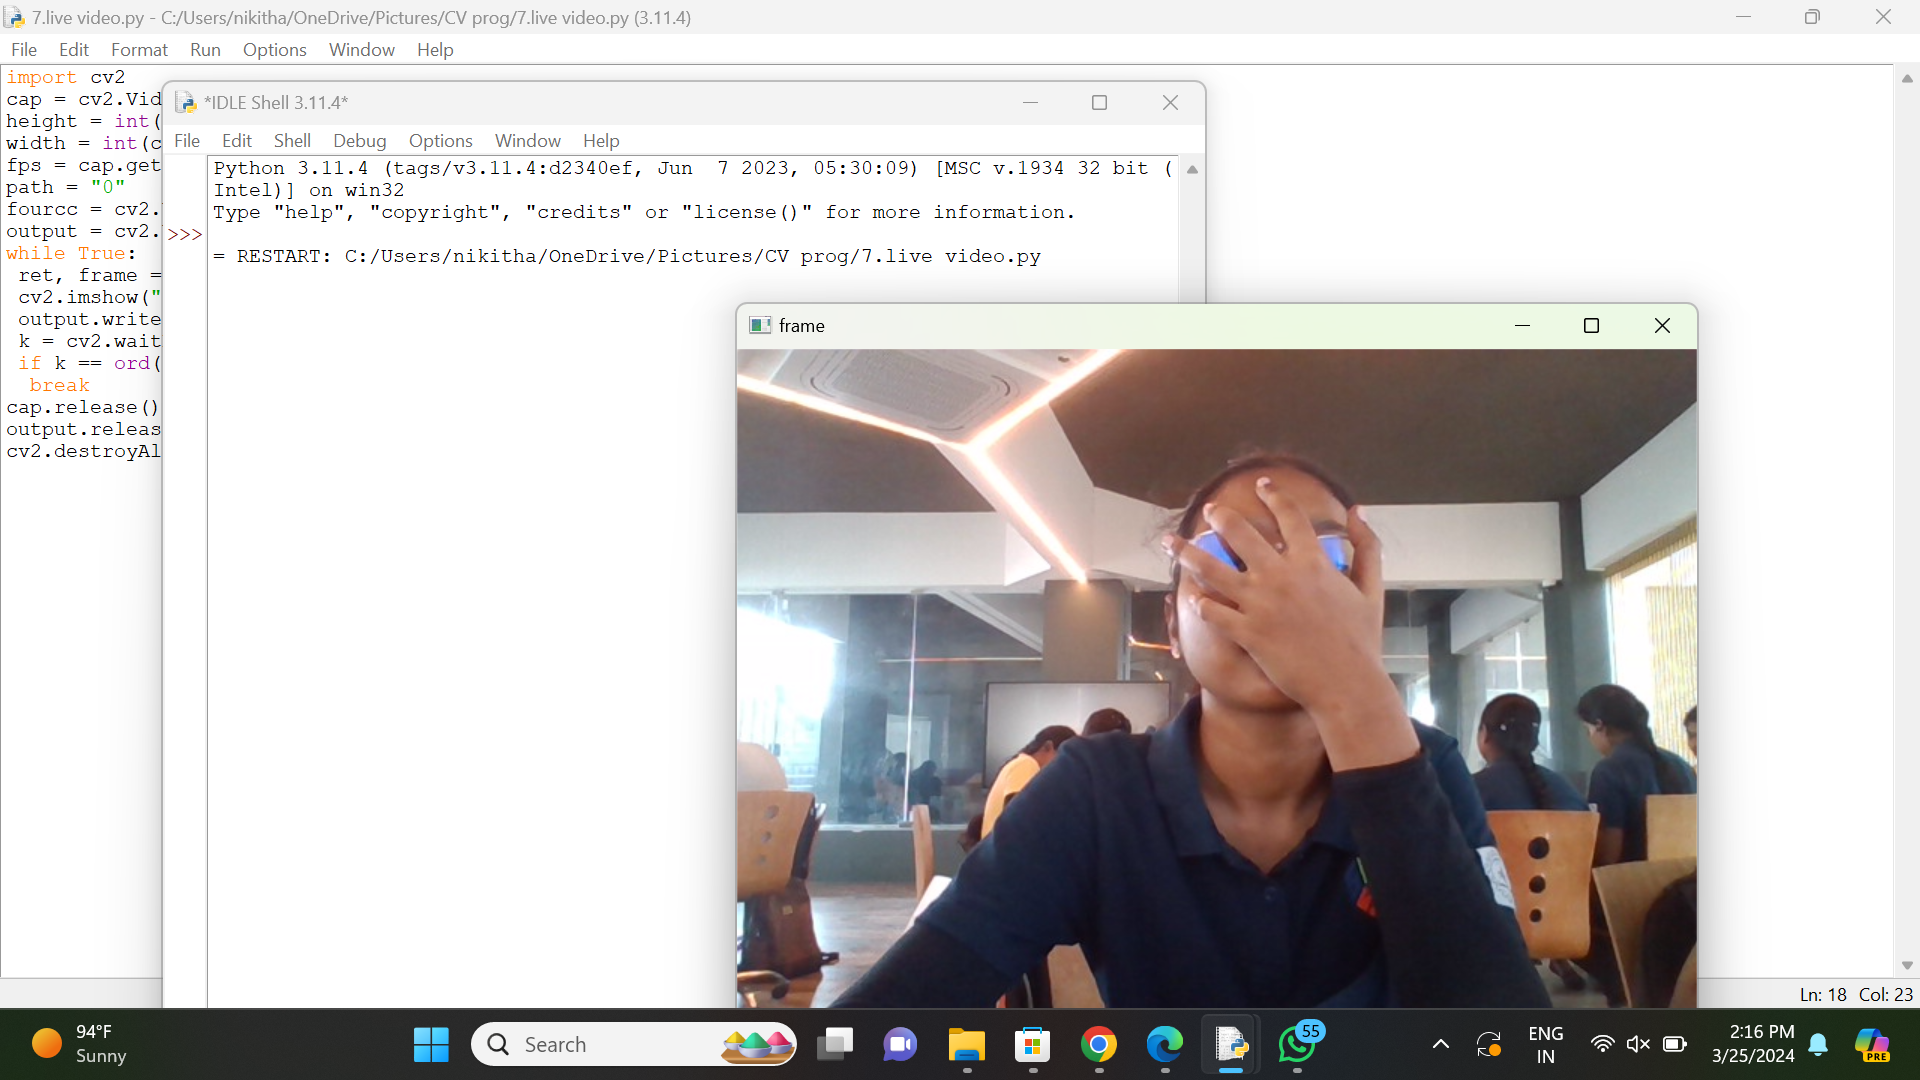 7.live video.py - C:/Users/nikitha/OneDrive/Pictures/CV prog/7.live video.py (3.11.4)
File Edit Format Run Options Window Help
import cv2
cap = cv2.Vid
height = int(
width = int(c
fps = cap.get
path = "0"
fourcc = cv2.
output = cv2.
while True:
 ret, frame =
 cv2.imshow("
 output.write
 k = cv2.wait
 if k == ord(
  break
cap.release()
output.releas
cv2.destroyAl
*IDLE Shell 3.11.4*
File Edit Shell Debug Options Window Help
Python 3.11.4 (tags/v3.11.4:d2340ef, Jun  7 2023, 05:30:09) [MSC v.1934 32 bit (
Intel)] on win32
Type "help", "copyright", "credits" or "license()" for more information.
>>>
= RESTART: C:/Users/nikitha/OneDrive/Pictures/CV prog/7.live video.py
frame
Ln: 18 Col: 23
94°F
Sunny
Search
55
ENG
IN
2:16 PM
3/25/2024
PRE